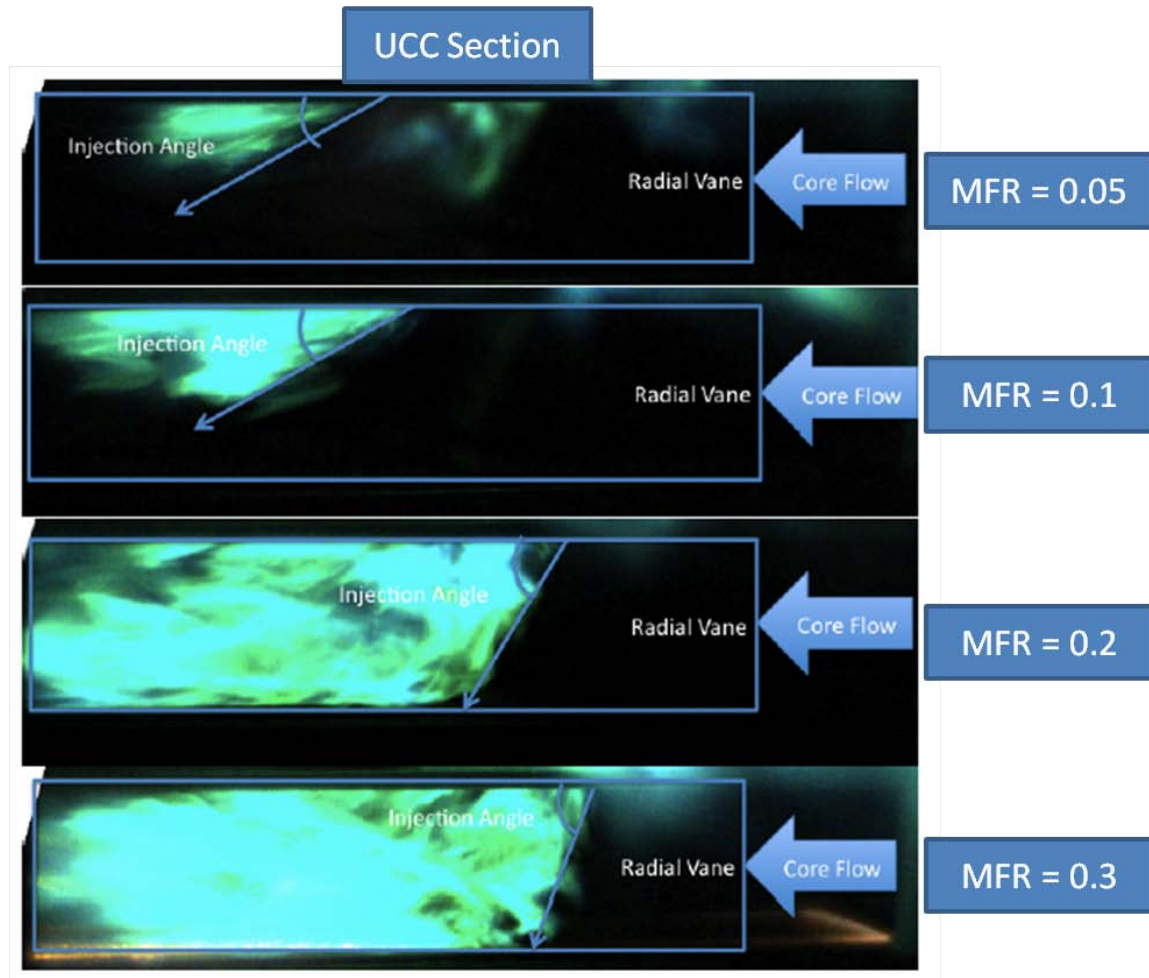 UCC Section
Injection Angle
Radial Vane
Core Flow
MFR = 0.05
Injection Angle
Radial Vane
Core Flow
MFR = 0.1
Injection Angle
Radial Vane
Core Flow
MFR = 0.2
Injection Angle
Radial Vane
Core Flow
MFR = 0.3